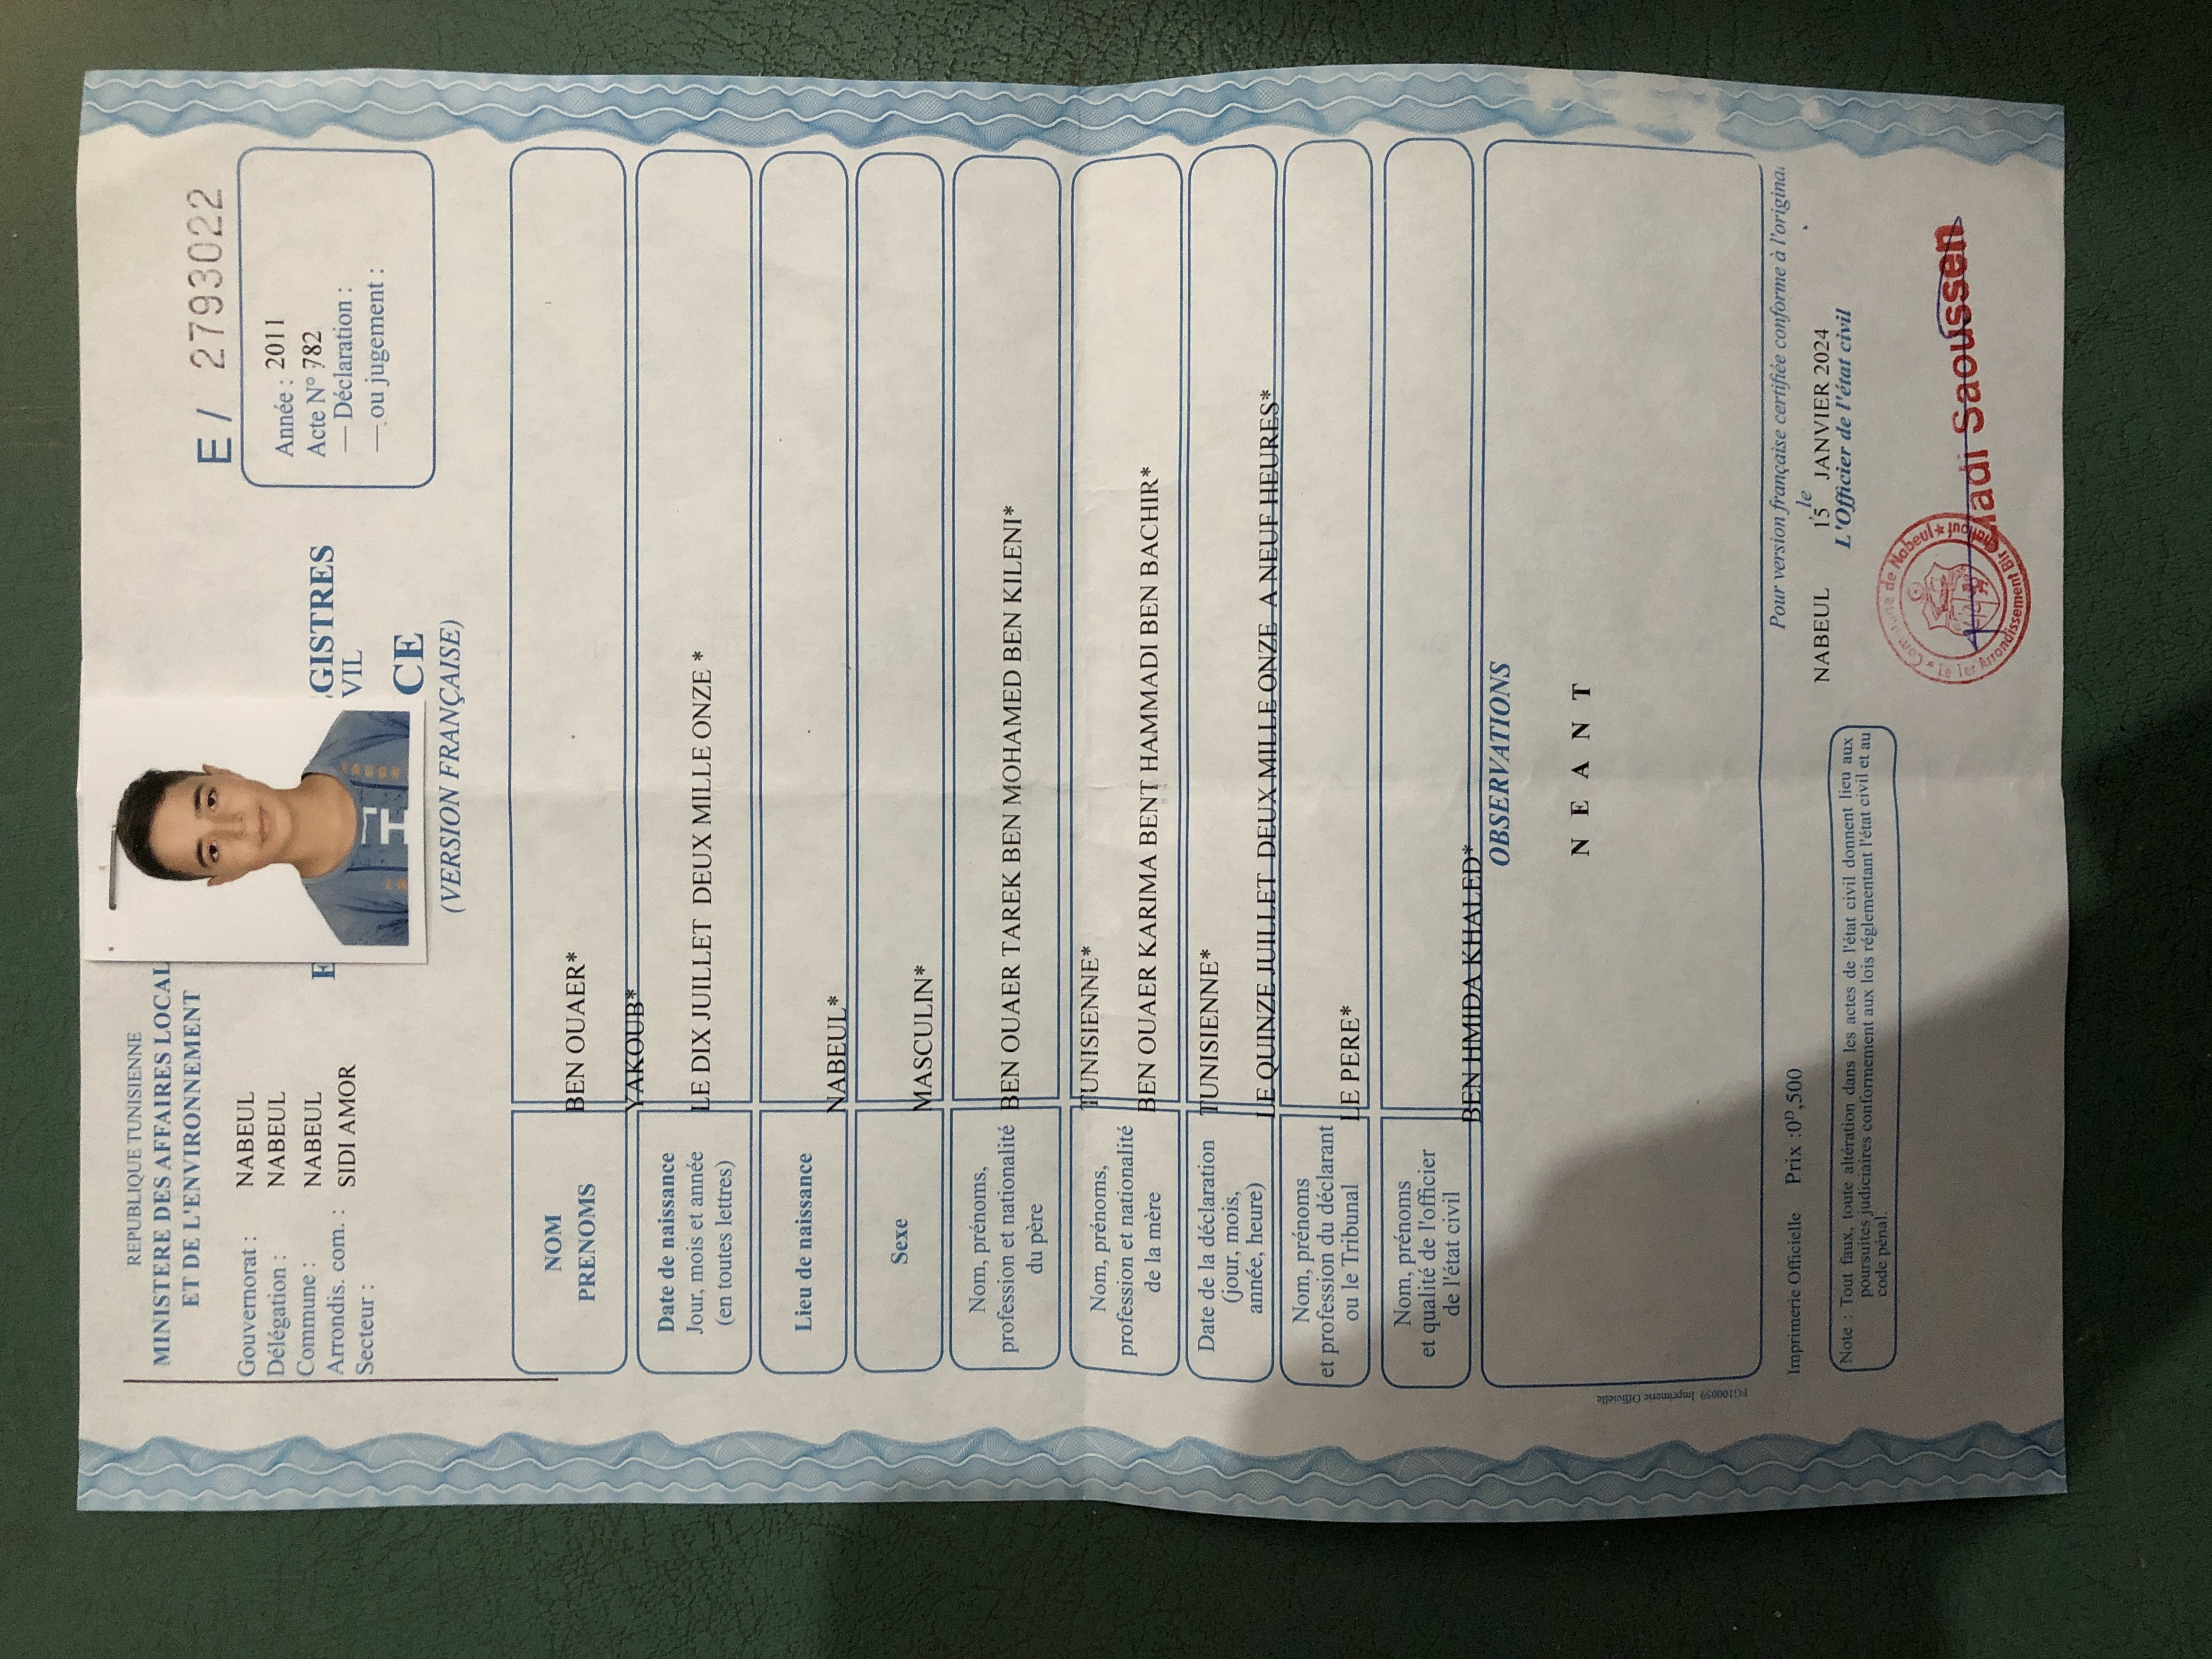 REPUBLIQUE TUNISIENNE
MINISTERE DES AFFAIRES LOCAL
ET DE L'ENVIRONNEMENT
Gouvernorat : NABEUL
Délégation : NABEUL
Commune : NABEUL
Arrondis. com. : SIDI AMOR
Secteur :
E / 2793022
Année : 2011
Acte N° 782
— Déclaration :
— ou jugement :
E GISTRES
VIL
CE
(VERSION FRANÇAISE)
NOM
PRENOMS
BEN OUAER*
YAKOUB*
Date de naissance
Jour, mois et année
(en toutes lettres)
LE DIX JUILLET DEUX MILLE ONZE *
Lieu de naissance
NABEUL*
Sexe
MASCULIN*
Nom, prénoms,
profession et nationalité
du père
BEN OUAER TAREK BEN MOHAMED BEN KILENI*
TUNISIENNE*
Nom, prénoms,
profession et nationalité
de la mère
BEN OUAER KARIMA BENT HAMMADI BEN BACHIR*
TUNISIENNE*
Date de la déclaration
(jour, mois,
année, heure)
LE QUINZE JUILLET DEUX MILLE ONZE A NEUF HEURES*
Nom, prénoms
et profession du déclarant
ou le Tribunal
LE PERE*
Nom, prénoms
et qualité de l'officier
de l'état civil
BEN HMIDA KHALED*
OBSERVATIONS
N E A N T
FG100059 Imprimerie Officielle
Imprimerie Officielle Prix :0ᴰ,500
Note : Tout faux, toute altération dans les actes de l'état civil donnent lieu aux
poursuites judiciaires conformement aux lois réglementant l'état civil et au
code pénal.
Pour version française certifiée conforme à l'origina
NABEUL le 15 JANVIER 2024
L'Officier de l'état civil
Commune de Nabeul
Le 1er Arrondissement Bir
adi Saoussen